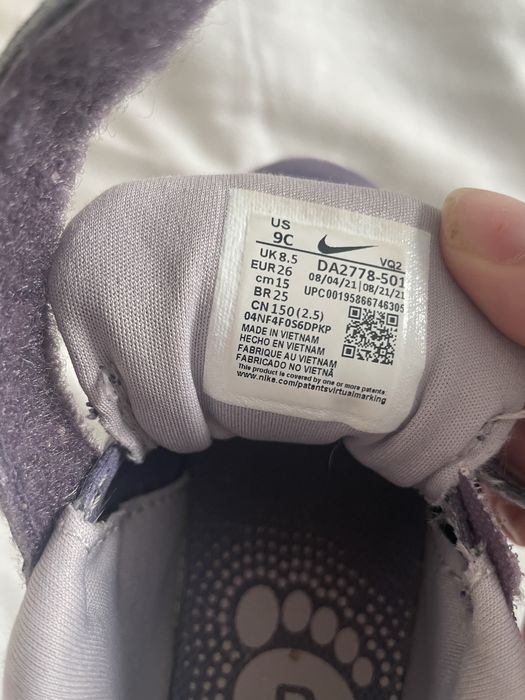 US
9C
VQ2
UK 8.5
EUR 26
cm 15
BR 25
CN 150 (2.5)
DA2778-501
08/04/21 | 08/21/21
UPC00195866746305
04NF4F0S6DPKP
MADE IN VIETNAM
HECHO EN VIETNAM
FABRIQUE AU VIETNAM
FABRICADO NO VIETNÃ
This product is covered by one or more patents:
www.nike.com/patentsvirtualmarking